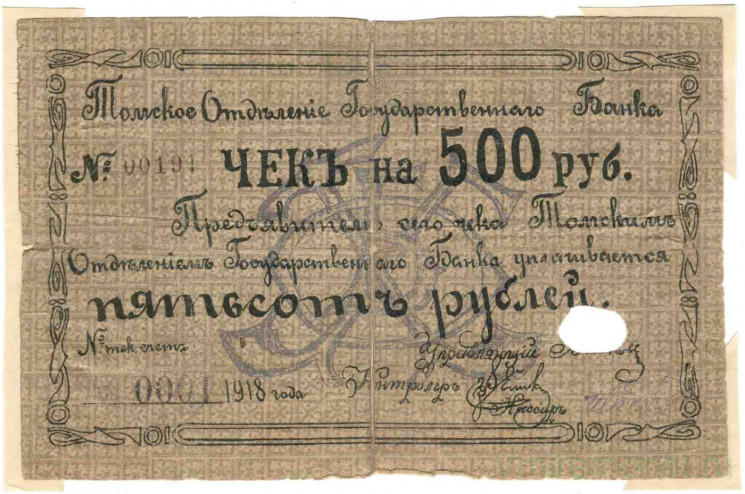 Томское Отдѣленіе Государственнаго Банка
№ 00191 ЧЕКЪ на 500 руб.
Предъявителю сего чека Томскимъ
Отдѣленіемъ Государственнаго Банка уплачивается
пятьсотъ рублей.
№ тек. счета Управляющій
0001 1918 года Контролеръ
Кассиръ